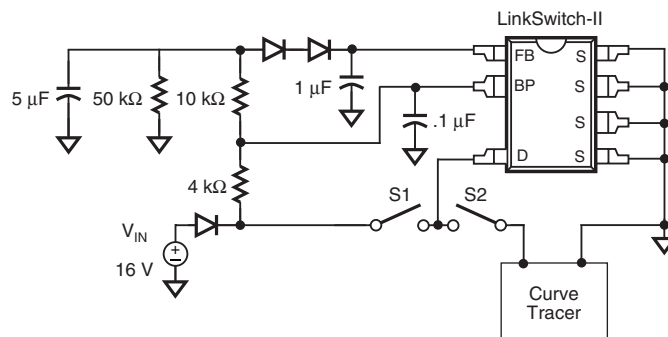 LinkSwitch-II
FB S
BP S
S
D S
5 µF
50 kΩ
10 kΩ
1 µF
.1 µF
4 kΩ
S1 S2
VIN
16 V
Curve
Tracer